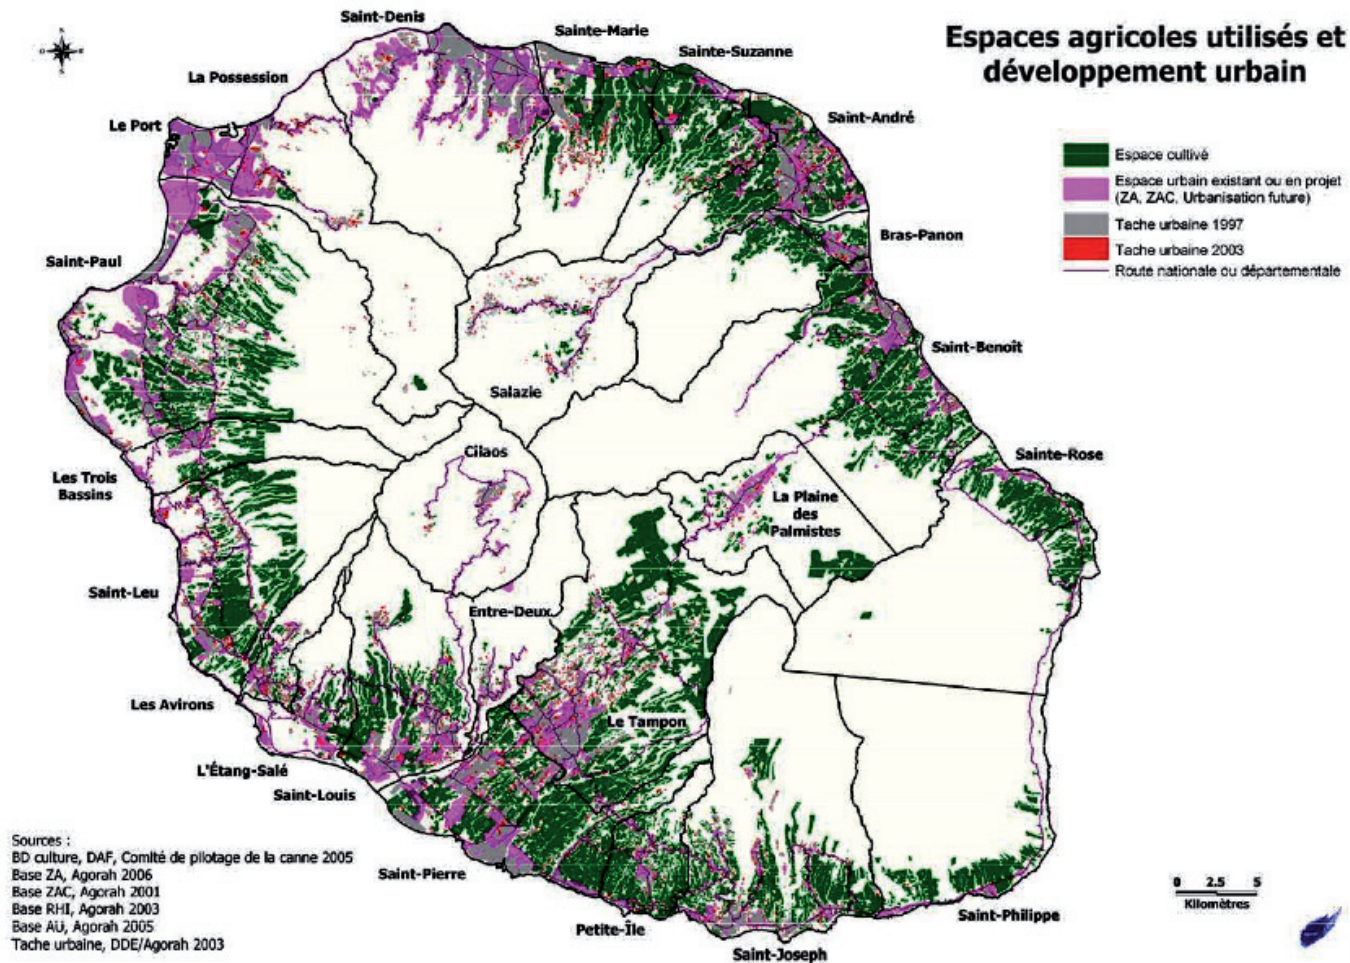 Espaces agricoles utilisés et
développement urbain
Saint-Denis
Sainte-Marie
Sainte-Suzanne
La Possession
Le Port
Saint-André
Espace cultivé
Espace urbain existant ou en projet
(ZA, ZAC, Urbanisation future)
Tache urbaine 1997
Tache urbaine 2003
Route nationale ou départementale
Bras-Panon
Saint-Paul
Saint-Benoît
Salazie
Cilaos
Sainte-Rose
Les Trois
Bassins
La Plaine
des
Palmistes
Saint-Leu
Entre-Deux
Les Avirons
Le Tampon
L'Étang-Salé
Saint-Louis
Saint-Pierre
Petite-Île
Saint-Joseph
Saint-Philippe
Sources :
BD culture, DAF, Comité de pilotage de la canne 2005
Base ZA, Agorah 2006
Base ZAC, Agorah 2001
Base RHI, Agorah 2003
Base AU, Agorah 2005
Tache urbaine, DDE/Agorah 2003
0 2.5 5
Kilomètres